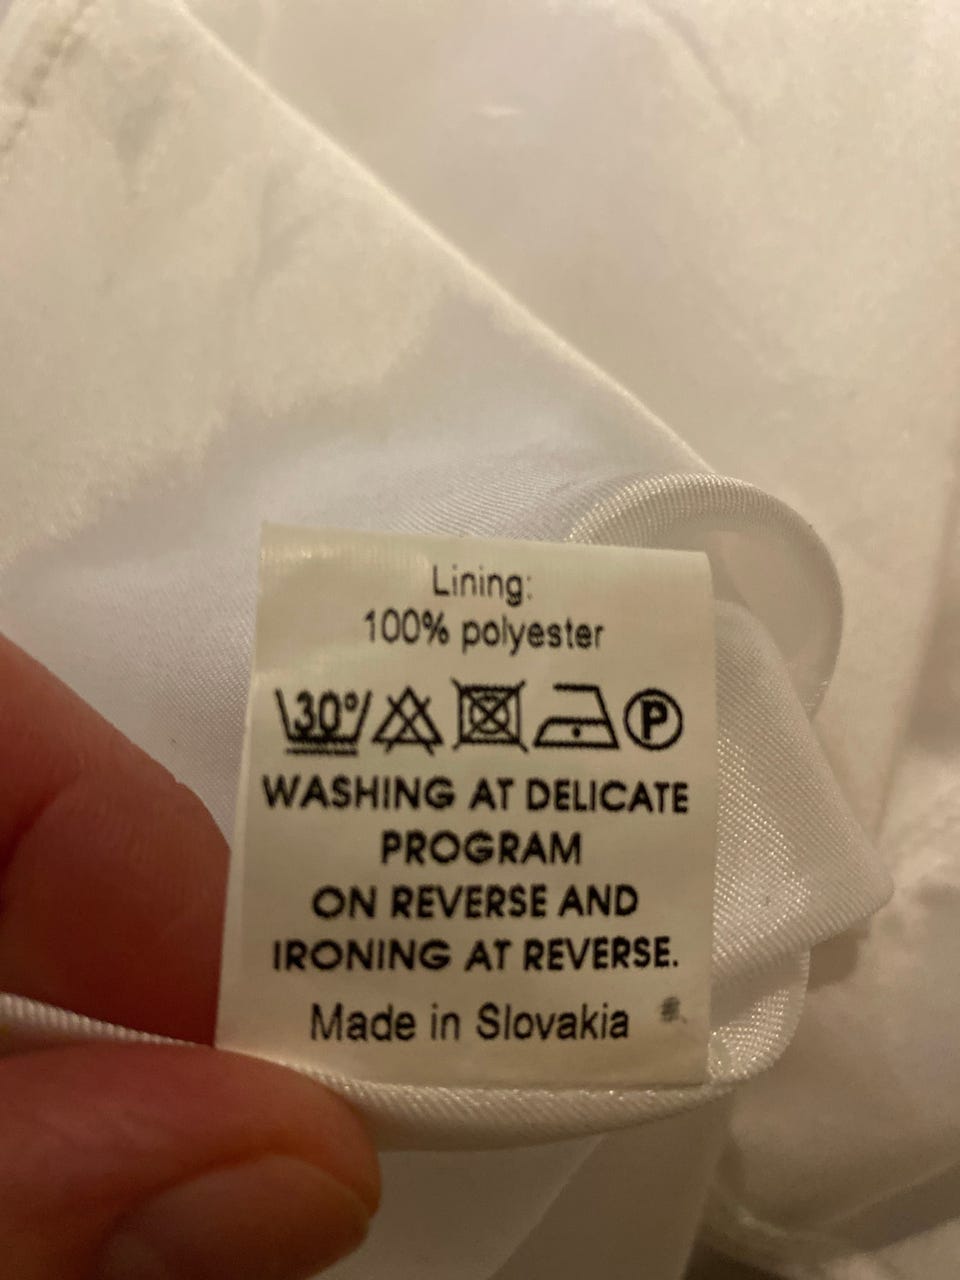 Lining:
100% polyester
30° P
WASHING AT DELICATE
PROGRAM
ON REVERSE AND
IRONING AT REVERSE.
Made in Slovakia